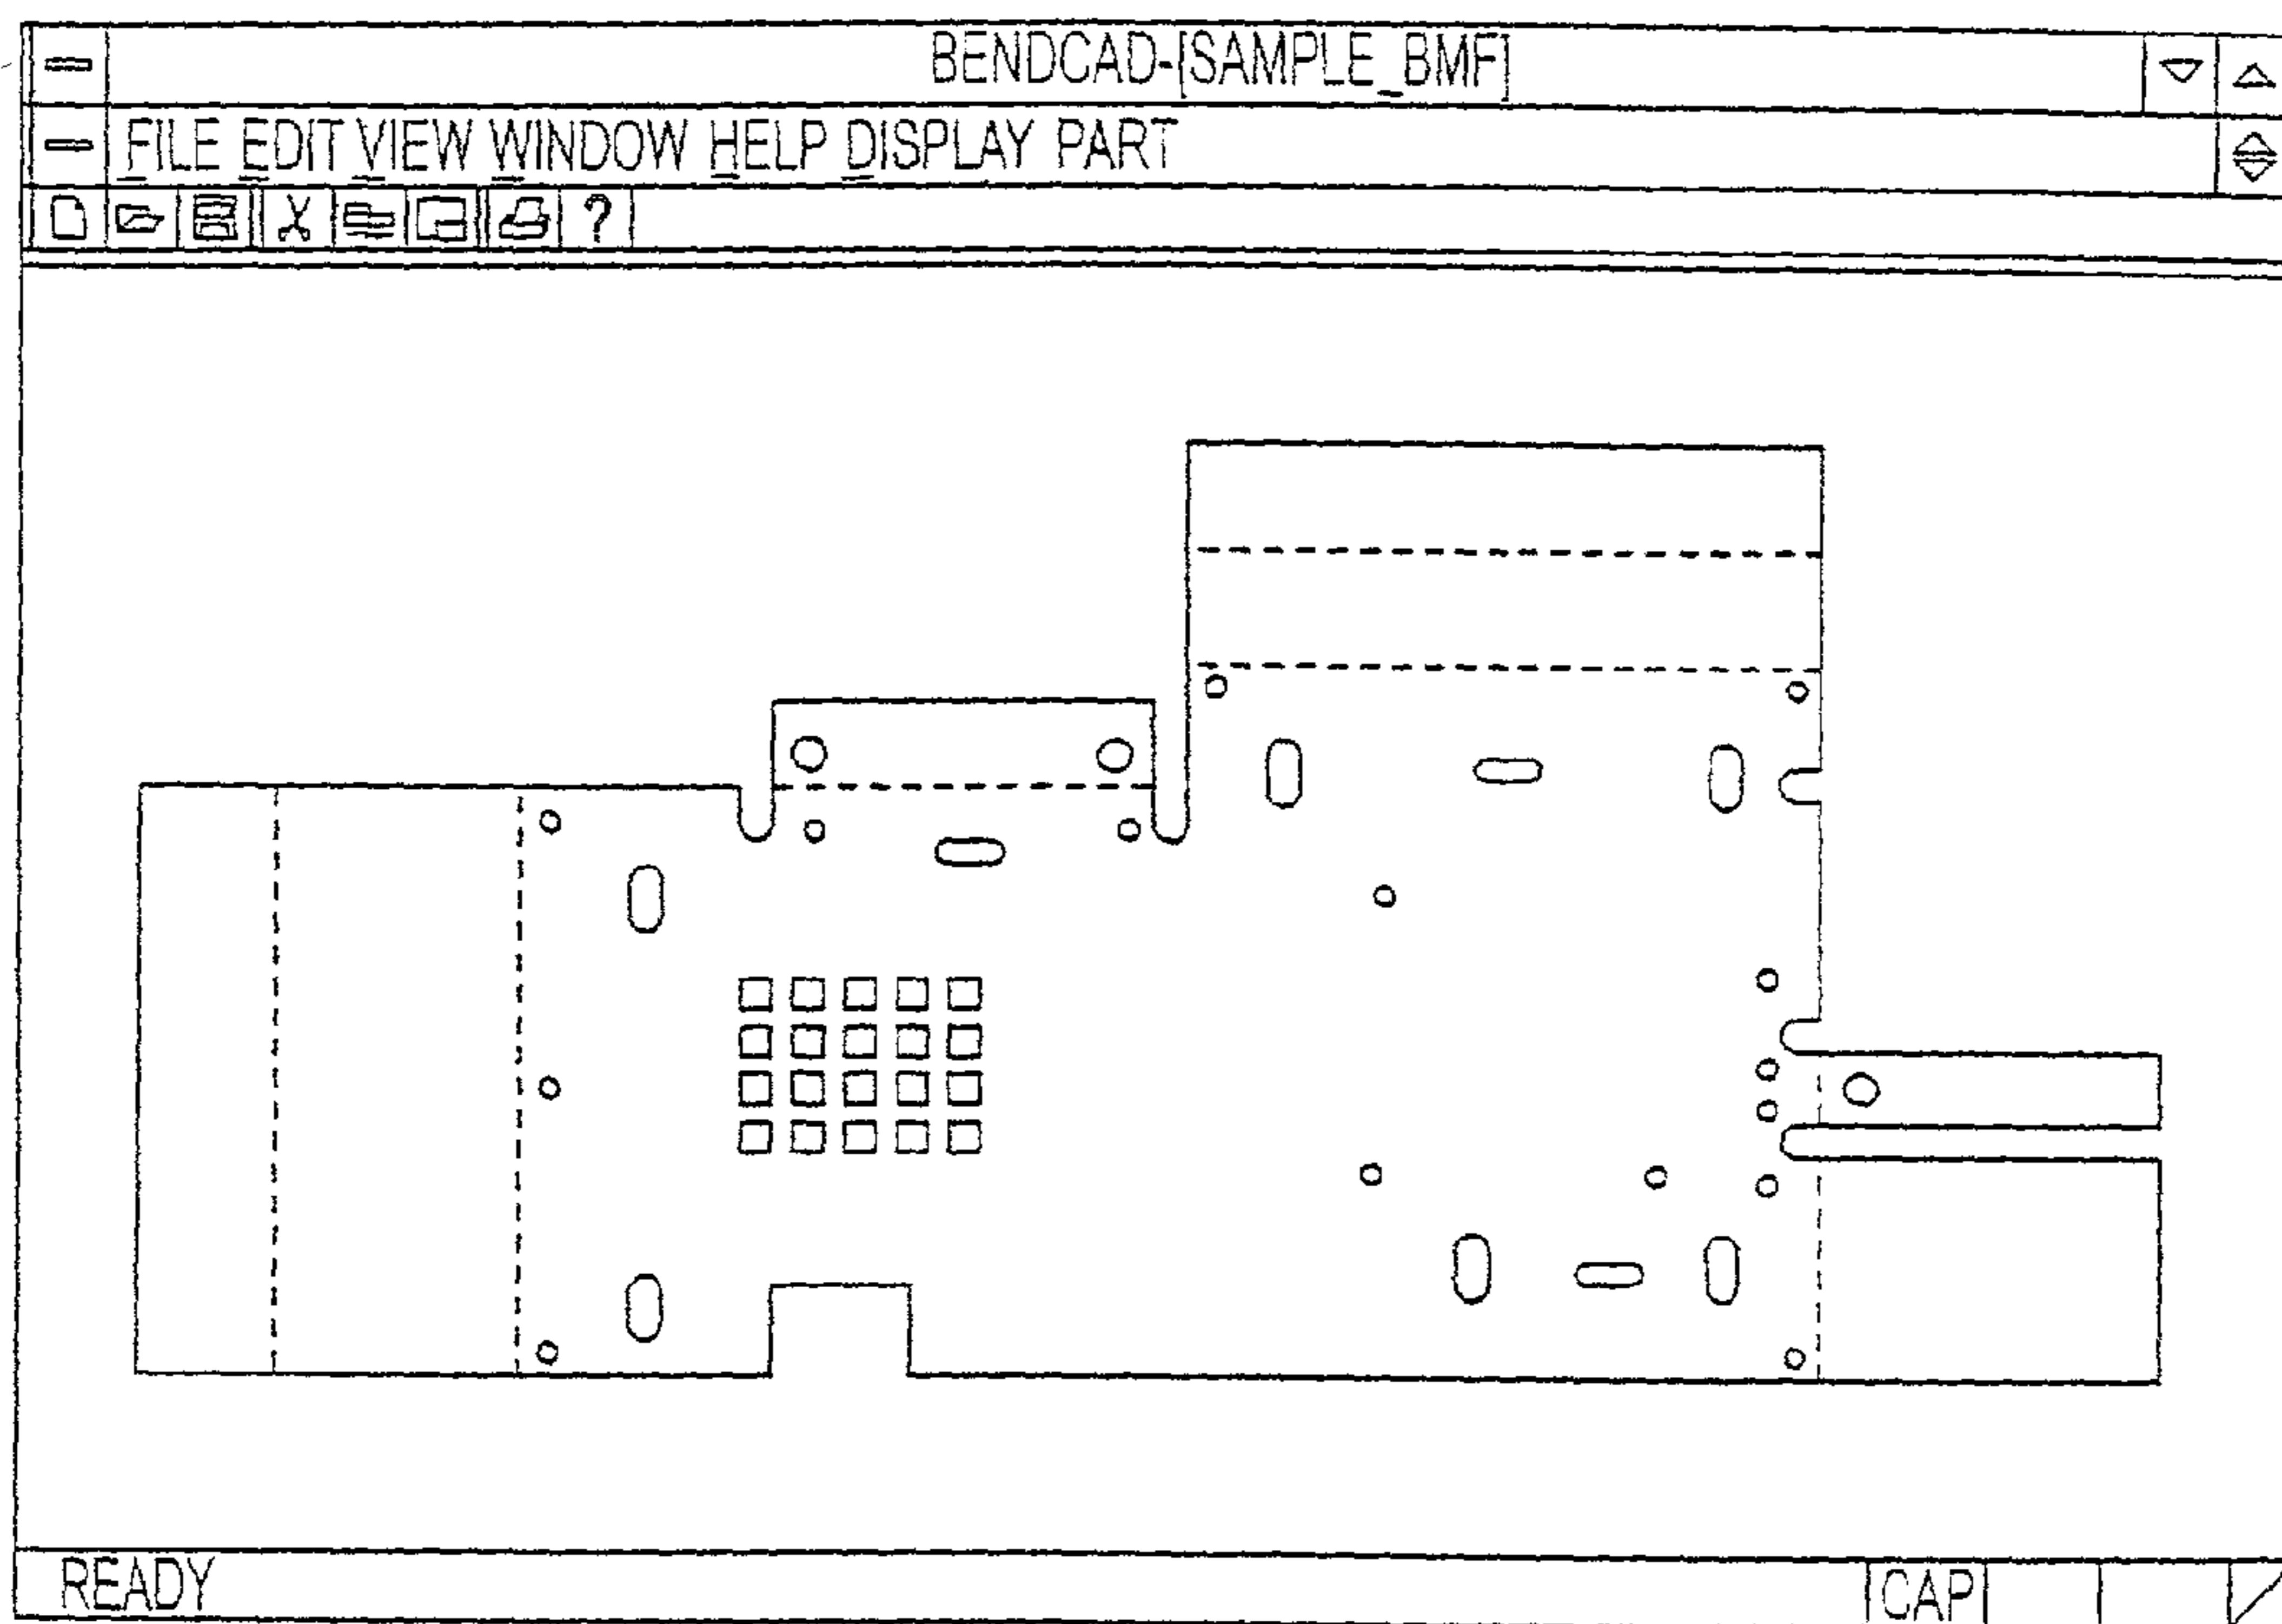 BENDCAD-[SAMPLE_BMF]
FILE EDIT VIEW WINDOW HELP DISPLAY PART
?
READY
CAP